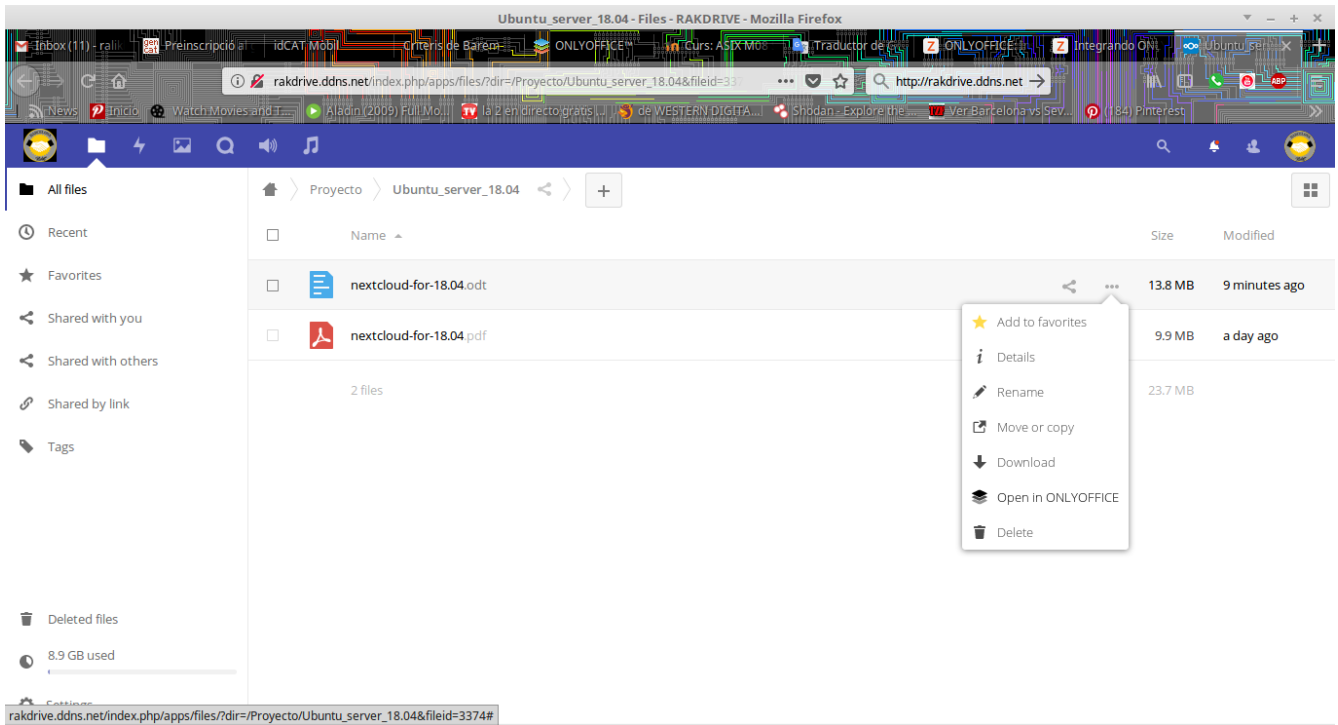 Ubuntu_server_18.04 - Files - RAKDRIVE - Mozilla Firefox
Inbox (11) - rali
Preinscripció a
idCAT Mòbil
Criteris de Barem
ONLYOFFICE™
Curs: ASIX M08
Traductor de
ONLYOFFICE
Integrando ON
Ubuntu_ser
rakdrive.ddns.net/index.php/apps/files/?dir=/Proyecto/Ubuntu_server_18.04&fileid=337
http://rakdrive.ddns.net
ABP
News
Inicio
Watch Movies and T...
Aladin (2009) Full Mo...
la 2 en directo gratis
de WESTERN DIGITA...
Shodan - Explore the ...
Ver Barcelona vs Sev...
(184) Pinterest
All files
Proyecto
Ubuntu_server_18.04
Recent
Name
Size
Modified
Favorites
nextcloud-for-18.04.odt
13.8 MB
9 minutes ago
Shared with you
Add to favorites
nextcloud-for-18.04.pdf
9.9 MB
a day ago
Shared with others
Details
2 files
Rename
23.7 MB
Shared by link
Move or copy
Tags
Download
Open in ONLYOFFICE
Delete
Deleted files
8.9 GB used
Settings
rakdrive.ddns.net/index.php/apps/files/?dir=/Proyecto/Ubuntu_server_18.04&fileid=3374#